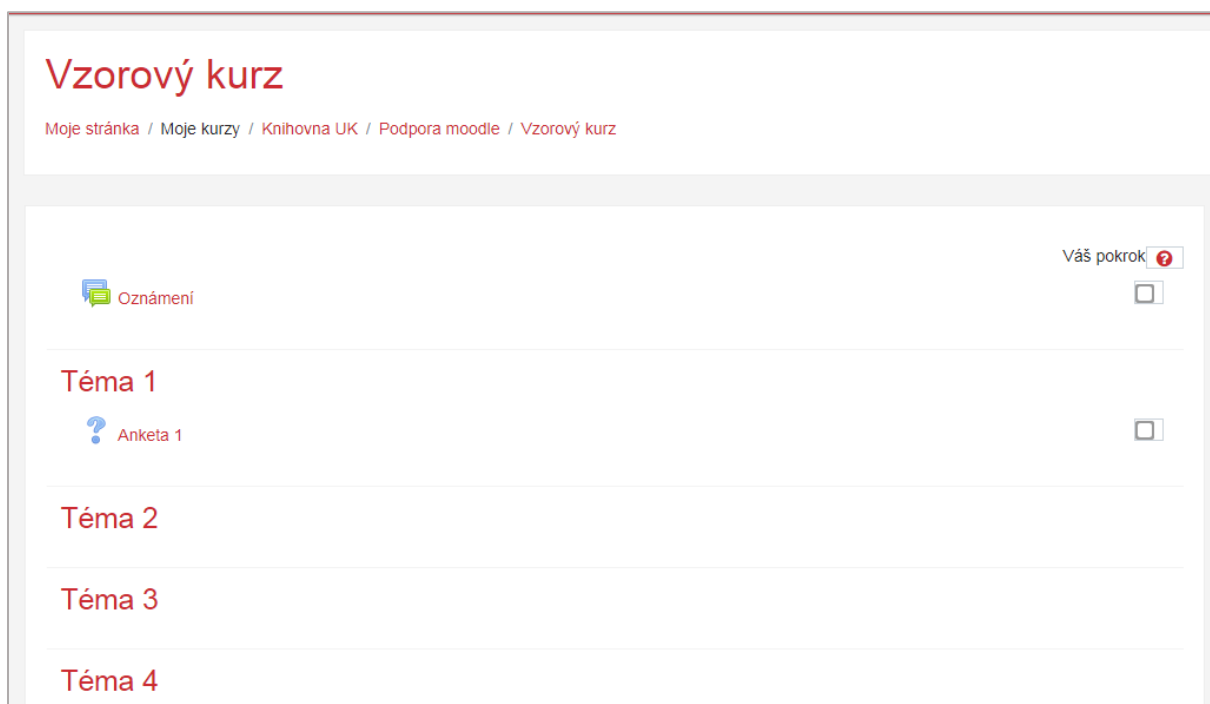 Vzorový kurz
Moje stránka / Moje kurzy / Knihovna UK / Podpora moodle / Vzorový kurz
Váš pokrok
Oznámení
Téma 1
Anketa 1
Téma 2
Téma 3
Téma 4